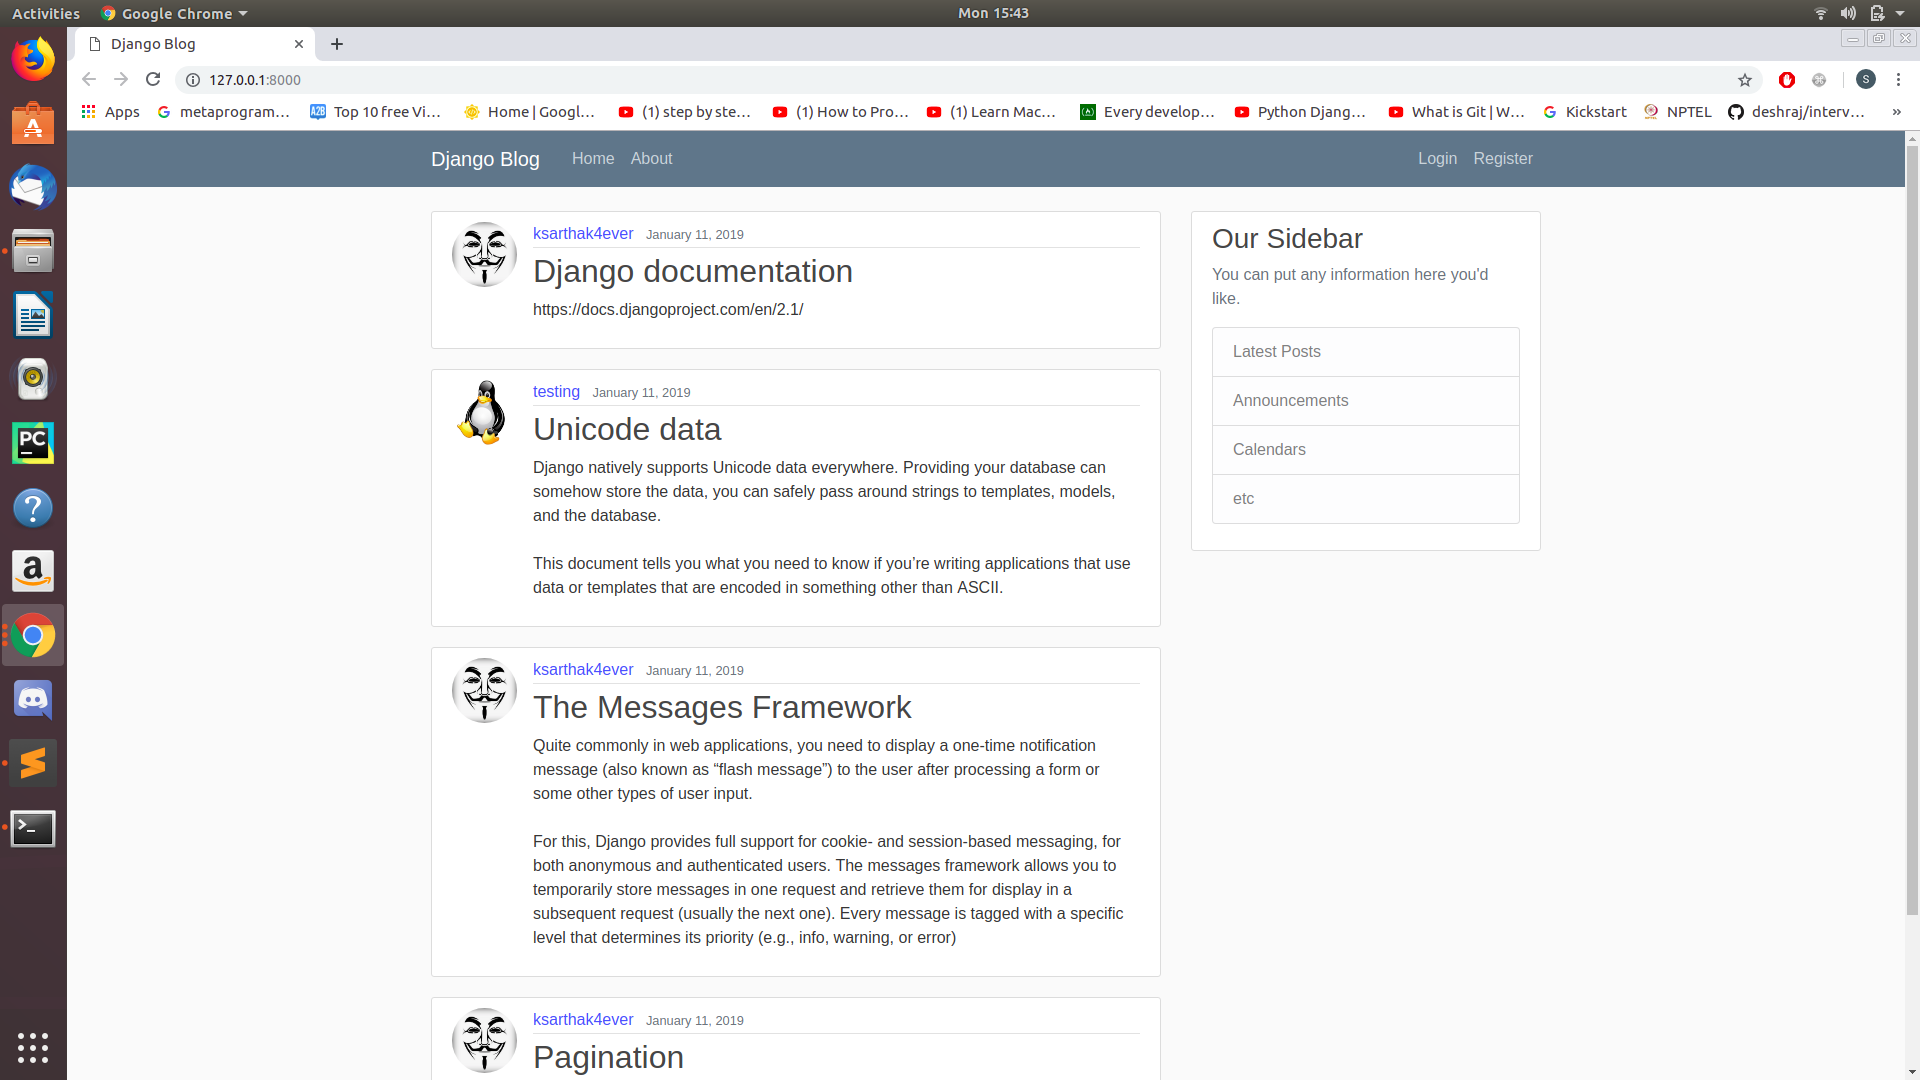 Activities Google Chrome Mon 15:43
Django Blog
127.0.0.1:8000 S
Apps metaprogram… Top 10 free Vi… Home | Googl… (1) step by ste… (1) How to Pro… (1) Learn Mac… Every develop… Python Djang… What is Git | W… Kickstart NPTEL deshraj/interv… »
Django Blog Home About Login Register
ksarthak4ever January 11, 2019
Django documentation
https://docs.djangoproject.com/en/2.1/
testing January 11, 2019
Unicode data
Django natively supports Unicode data everywhere. Providing your database can
somehow store the data, you can safely pass around strings to templates, models,
and the database.
This document tells you what you need to know if you’re writing applications that use
data or templates that are encoded in something other than ASCII.
ksarthak4ever January 11, 2019
The Messages Framework
Quite commonly in web applications, you need to display a one-time notification
message (also known as “flash message”) to the user after processing a form or
some other types of user input.
For this, Django provides full support for cookie- and session-based messaging, for
both anonymous and authenticated users. The messages framework allows you to
temporarily store messages in one request and retrieve them for display in a
subsequent request (usually the next one). Every message is tagged with a specific
level that determines its priority (e.g., info, warning, or error)
ksarthak4ever January 11, 2019
Pagination
Our Sidebar
You can put any information here you'd
like.
Latest Posts
Announcements
Calendars
etc
PC
?
a
>_